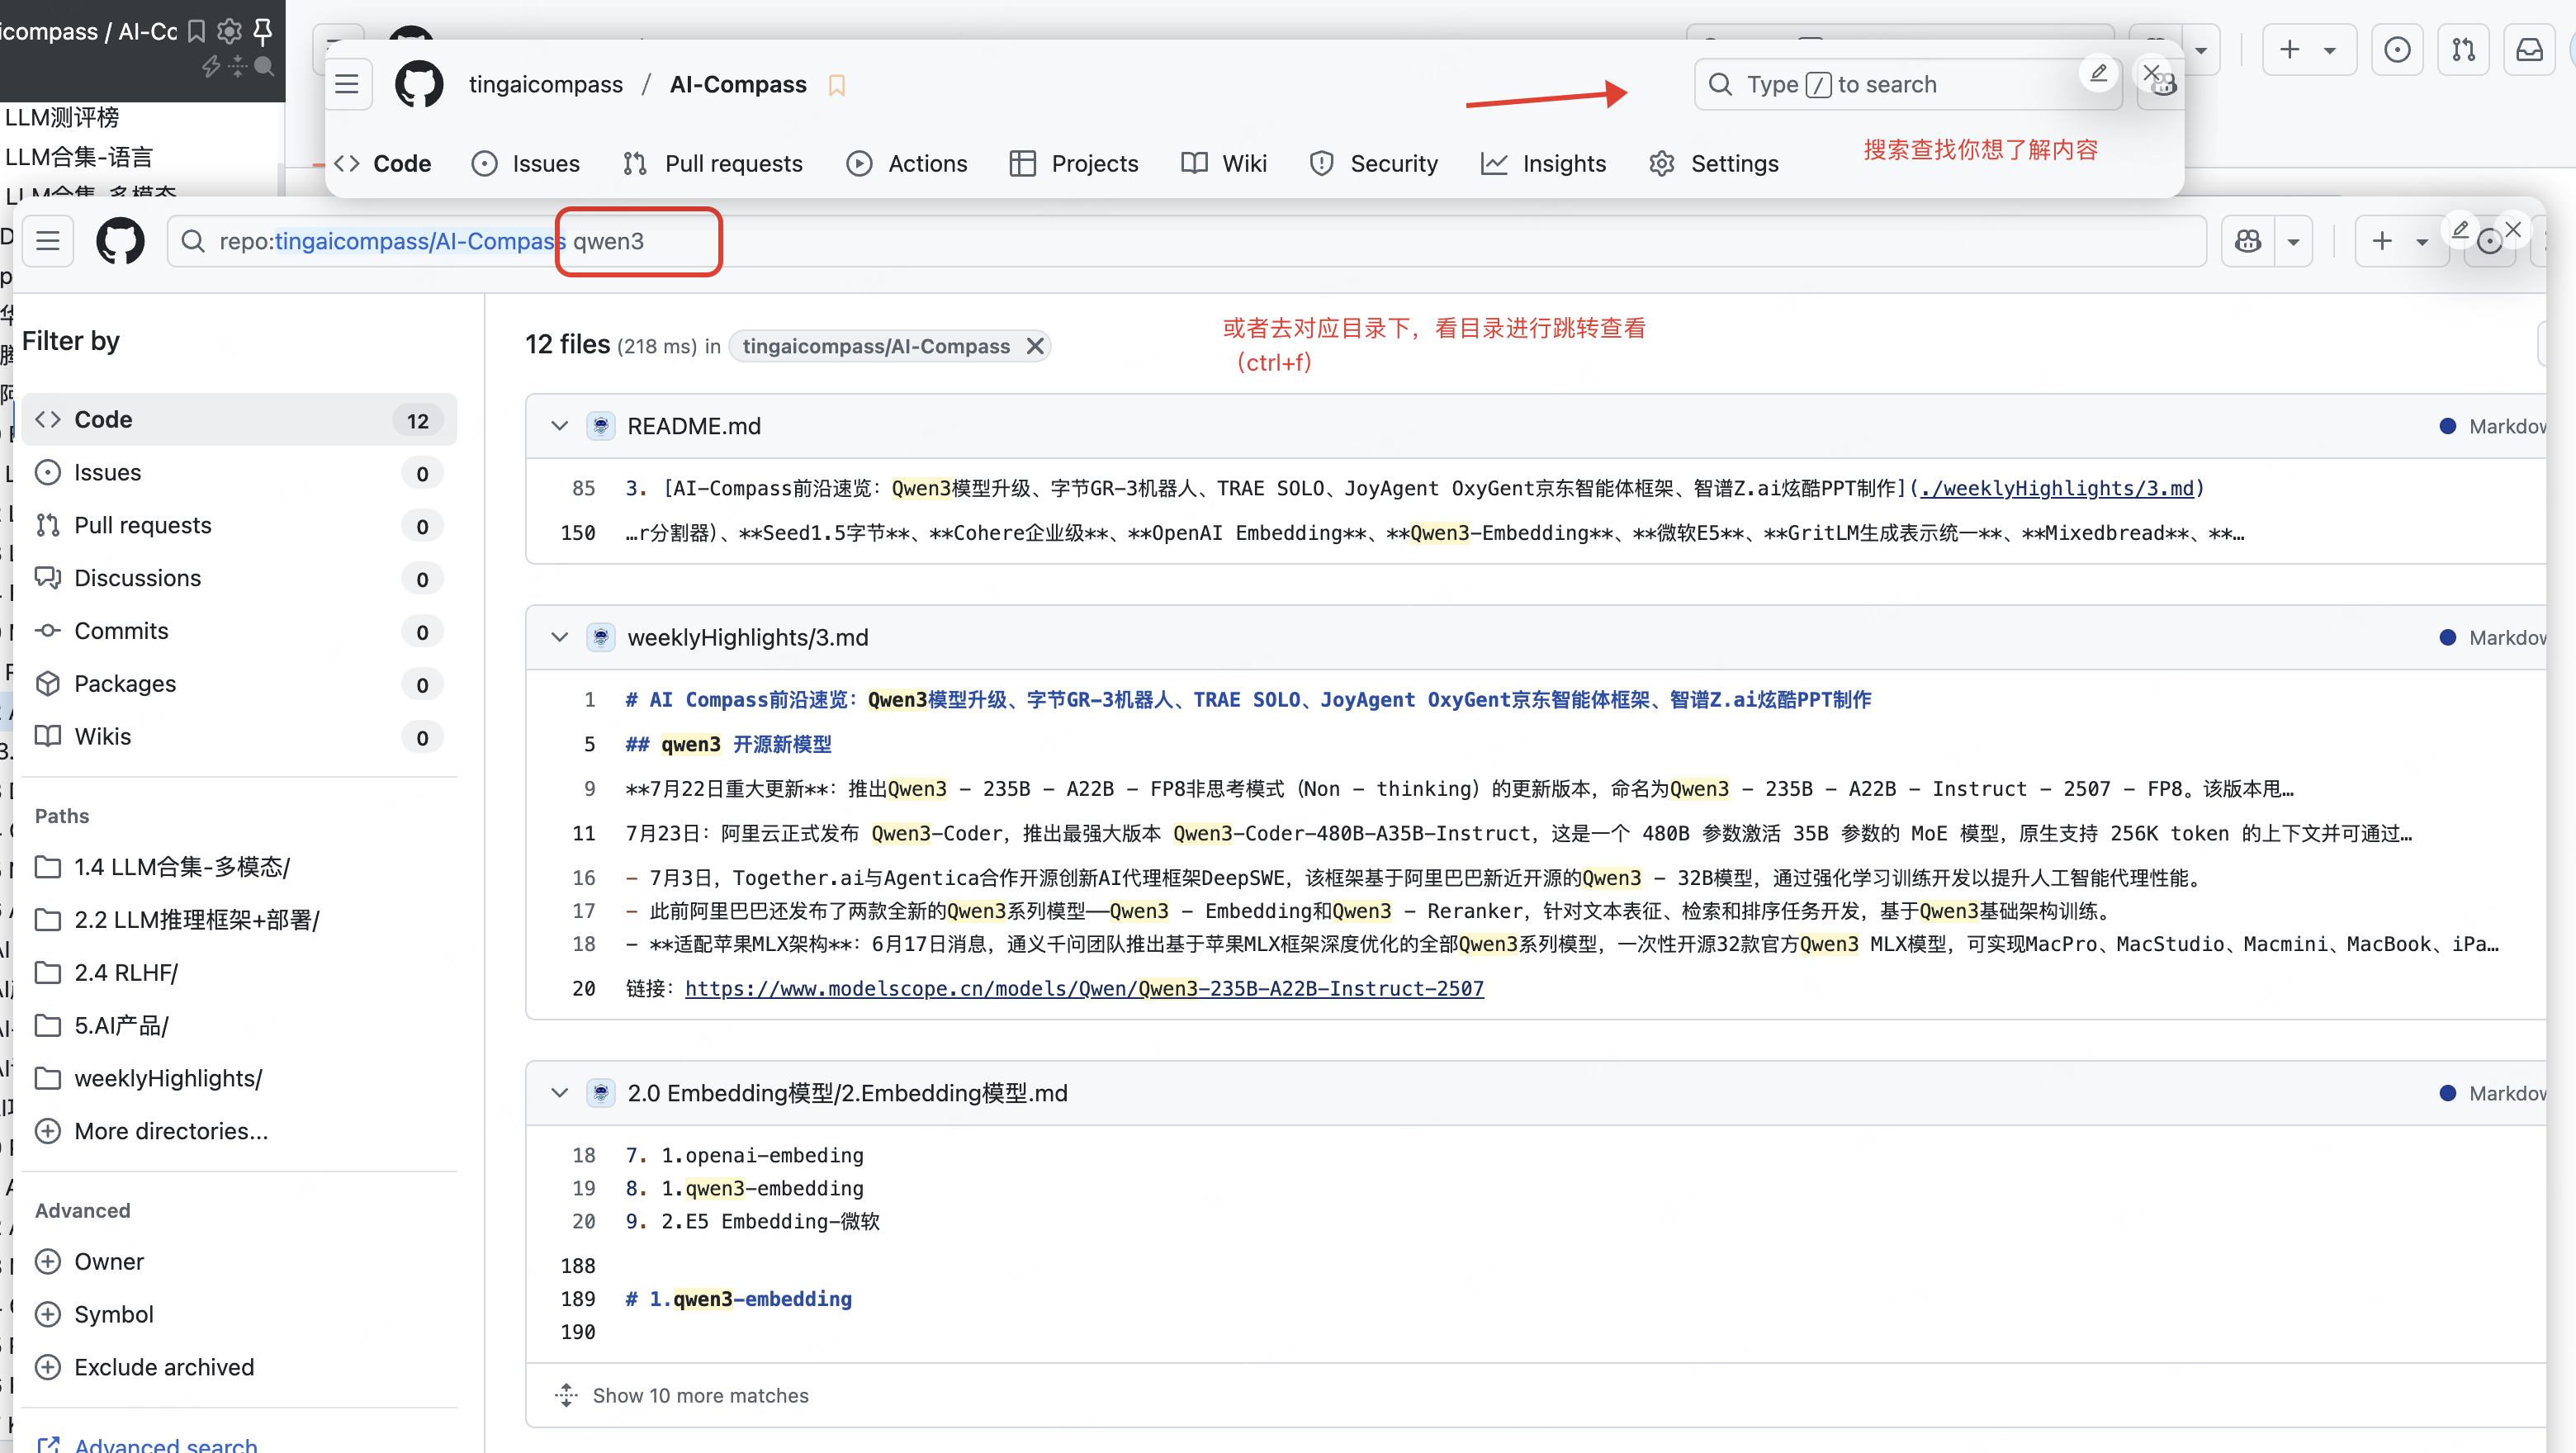 icompass / AI-Cc
LLM测评榜
LLM合集-语言
LLM合集-多模态
tingaicompass / AI-Compass
Type / to search
Code
Issues
Pull requests
Actions
Projects
Wiki
Security
Insights
Settings
搜索查找你想了解内容
repo:tingaicompass/AI-Compass qwen3
Filter by
Code 12
Issues 0
Pull requests 0
Discussions 0
Commits 0
Packages 0
Wikis 0
Paths
1.4 LLM合集-多模态/
2.2 LLM推理框架+部署/
2.4 RLHF/
5.AI产品/
weeklyHighlights/
More directories...
Advanced
Owner
Symbol
Exclude archived
Advanced search
12 files (218 ms) in tingaicompass/AI-Compass
或者去对应目录下，看目录进行跳转查看
（ctrl+f）
README.md Markdow
85 3. [AI-Compass前沿速览：Qwen3模型升级、字节GR-3机器人、TRAE SOLO、JoyAgent OxyGent京东智能体框架、智谱Z.ai炫酷PPT制作](./weeklyHighlights/3.md)
150 …r分割器)、**Seed1.5字节**、**Cohere企业级**、**OpenAI Embedding**、**Qwen3-Embedding**、**微软E5**、**GritLM生成表示统一**、**Mixedbread**、**…
weeklyHighlights/3.md Markdow
1 # AI Compass前沿速览：Qwen3模型升级、字节GR-3机器人、TRAE SOLO、JoyAgent OxyGent京东智能体框架、智谱Z.ai炫酷PPT制作
5 ## qwen3 开源新模型
9 **7月22日重大更新**：推出Qwen3 - 235B - A22B - FP8非思考模式（Non - thinking）的更新版本，命名为Qwen3 - 235B - A22B - Instruct - 2507 - FP8。该版本甩…
11 7月23日：阿里云正式发布 Qwen3-Coder，推出最强大版本 Qwen3-Coder-480B-A35B-Instruct，这是一个 480B 参数激活 35B 参数的 MoE 模型，原生支持 256K token 的上下文并可通过…
16 - 7月3日，Together.ai与Agentica合作开源创新AI代理框架DeepSWE，该框架基于阿里巴巴新近开源的Qwen3 - 32B模型，通过强化学习训练开发以提升人工智能代理性能。
17 - 此前阿里巴巴还发布了两款全新的Qwen3系列模型——Qwen3 - Embedding和Qwen3 - Reranker，针对文本表征、检索和排序任务开发，基于Qwen3基础架构训练。
18 - **适配苹果MLX架构**：6月17日消息，通义千问团队推出基于苹果MLX框架深度优化的全部Qwen3系列模型，一次性开源32款官方Qwen3 MLX模型，可实现MacPro、MacStudio、Macmini、MacBook、iPa…
20 链接：https://www.modelscope.cn/models/Qwen/Qwen3-235B-A22B-Instruct-2507
2.0 Embedding模型/2.Embedding模型.md Markdow
18 7. 1.openai-embeding
19 8. 1.qwen3-embedding
20 9. 2.E5 Embedding-微软
188
189 # 1.qwen3-embedding
190
Show 10 more matches